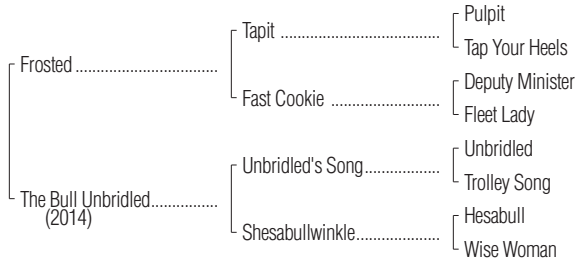 Pulpit
Tapit ..............................
Tap Your Heels
Frosted ...........................
Deputy Minister
Fast Cookie ....................
Fleet Lady
Unbridled
Unbridled's Song..............
Trolley Song
The Bull Unbridled.............
(2014)
Hesabull
Shesabullwinkle...............
Wise Woman